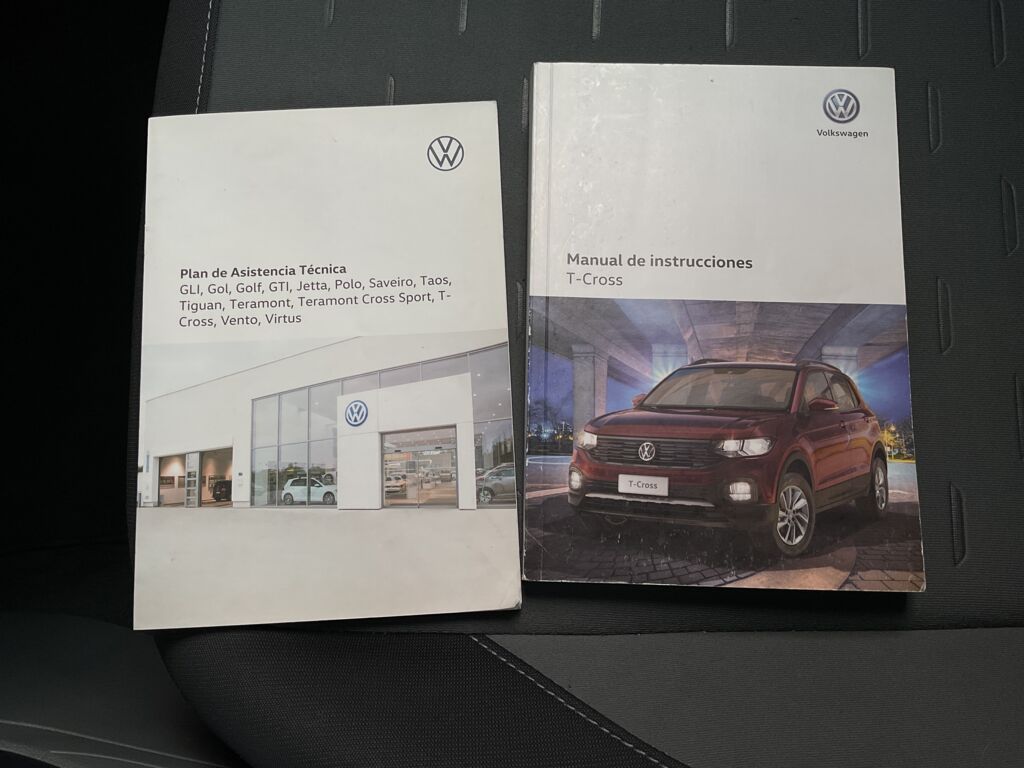 Plan de Asistencia Técnica
GLI, Gol, Golf, GTI, Jetta, Polo, Saveiro, Taos,
Tiguan, Teramont, Teramont Cross Sport, T-
Cross, Vento, Virtus
Volkswagen
Manual de instrucciones
T-Cross
T-Cross